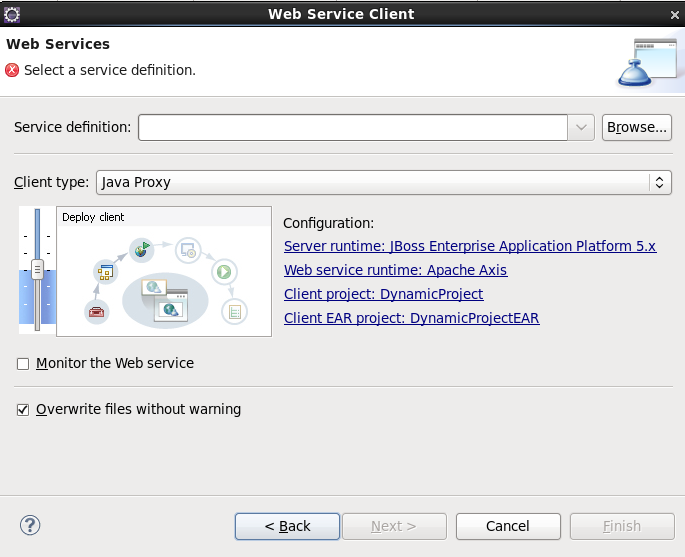 Web Service Client
Web Services
Select a service definition.
Service definition:
Browse...
Client type: Java Proxy
Deploy client
Configuration:
Server runtime: JBoss Enterprise Application Platform 5.x
Web service runtime: Apache Axis
Client project: DynamicProject
Client EAR project: DynamicProjectEAR
Monitor the Web service
Overwrite files without warning
? < Back Next > Cancel Finish